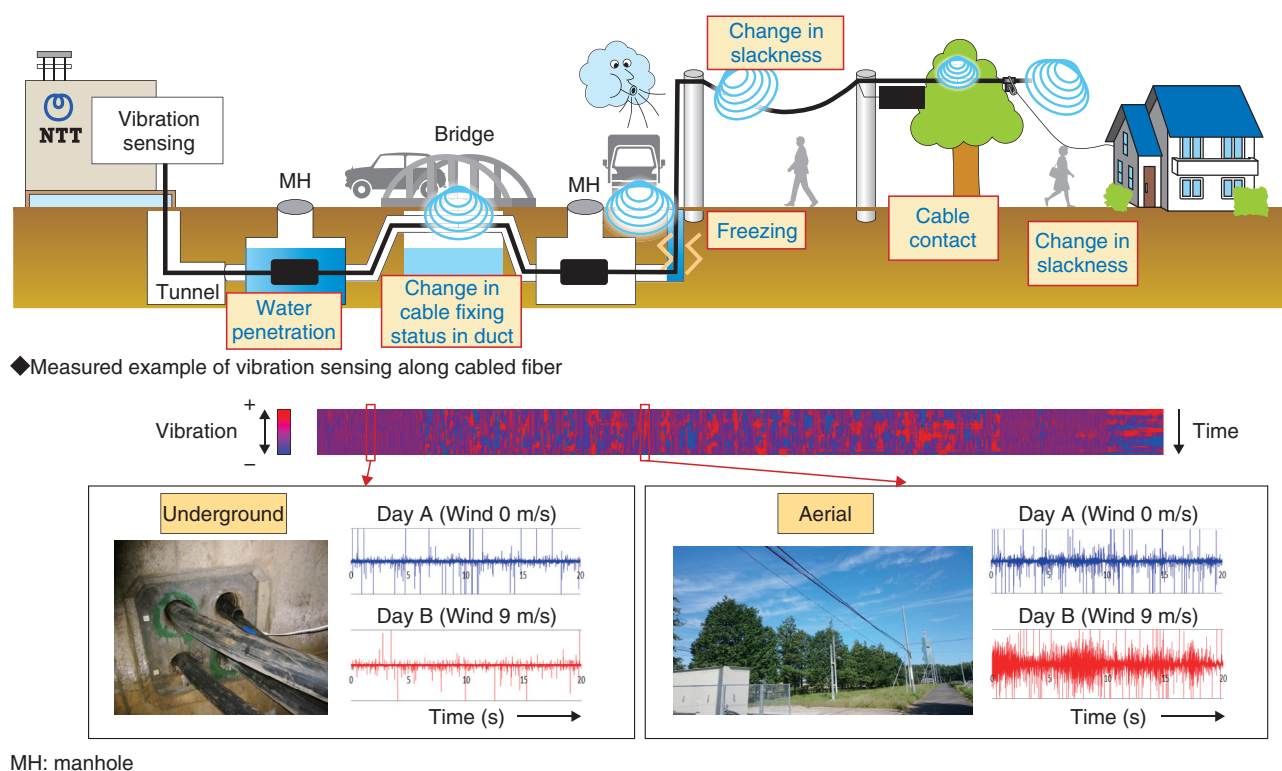 NTT
Vibration
sensing
MH
Bridge
MH
Change in
slackness
Freezing
Cable
contact
Change in
slackness
Tunnel
Water
penetration
Change in
cable fixing
status in duct
◆Measured example of vibration sensing along cabled fiber
+
Vibration
−
Time
Underground
Day A (Wind 0 m/s)
0 5 10 15 20
Day B (Wind 9 m/s)
0 5 10 15 20
Time (s)
Aerial
Day A (Wind 0 m/s)
0 5 10 15 20
Day B (Wind 9 m/s)
0 5 10 15 20
Time (s)
MH: manhole